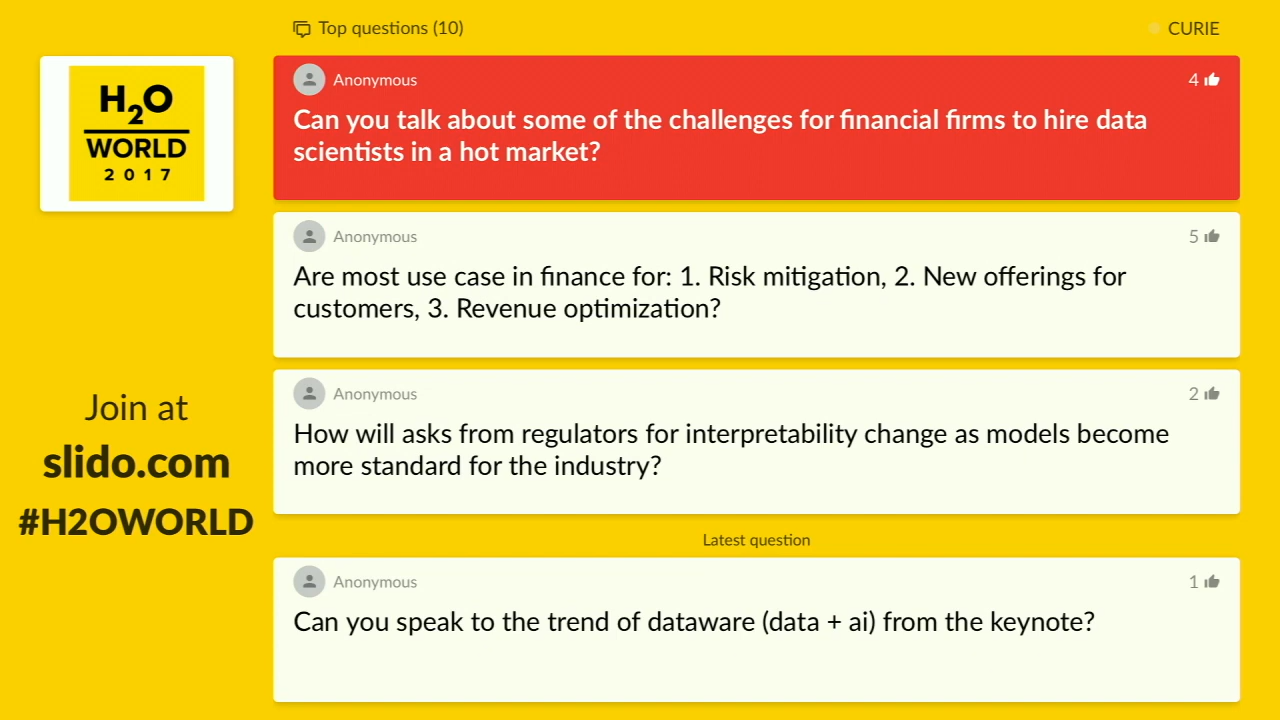 Top questions (10)
CURIE
H2O
WORLD
2017
Join at
slido.com
#H2OWORLD
Anonymous
4
Can you talk about some of the challenges for financial firms to hire data
scientists in a hot market?
Anonymous
5
Are most use case in finance for: 1. Risk mitigation, 2. New offerings for
customers, 3. Revenue optimization?
Anonymous
2
How will asks from regulators for interpretability change as models become
more standard for the industry?
Latest question
Anonymous
1
Can you speak to the trend of dataware (data + ai) from the keynote?